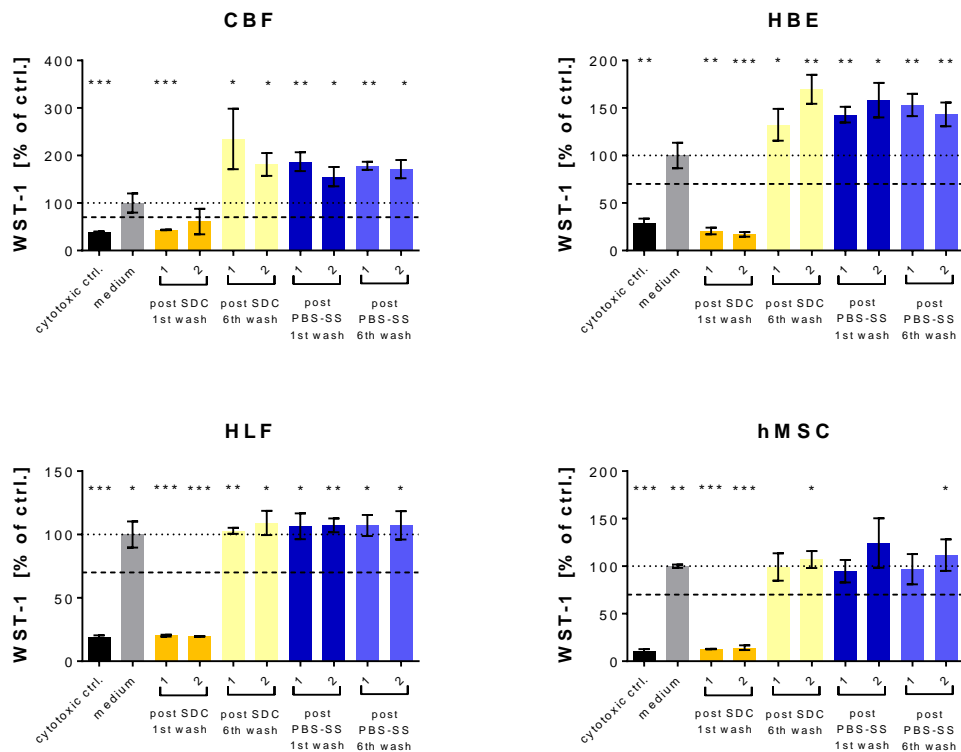 CBF
WST-1 [% of ctrl.]
400
300
200
100
0
*** *** * * ** * ** *
cytotoxic ctrl.
medium
1 2 1 2 1 2 1 2
post SDC post SDC post post
1st wash 6th wash PBS-SS PBS-SS
1st wash 6th wash
HBE
WST-1 [% of ctrl.]
200
150
100
50
0
** ** *** * ** ** * ** **
cytotoxic ctrl.
medium
1 2 1 2 1 2 1 2
post SDC post SDC post post
1st wash 6th wash PBS-SS PBS-SS
1st wash 6th wash
HLF
WST-1 [% of ctrl.]
150
100
50
0
*** * *** *** ** * * ** * *
cytotoxic ctrl.
medium
1 2 1 2 1 2 1 2
post SDC post SDC post post
1st wash 6th wash PBS-SS PBS-SS
1st wash 6th wash
hMSC
WST-1 [% of ctrl.]
200
150
100
50
0
*** ** *** *** * *
cytotoxic ctrl.
medium
1 2 1 2 1 2 1 2
post SDC post SDC post post
1st wash 6th wash PBS-SS PBS-SS
1st wash 6th wash